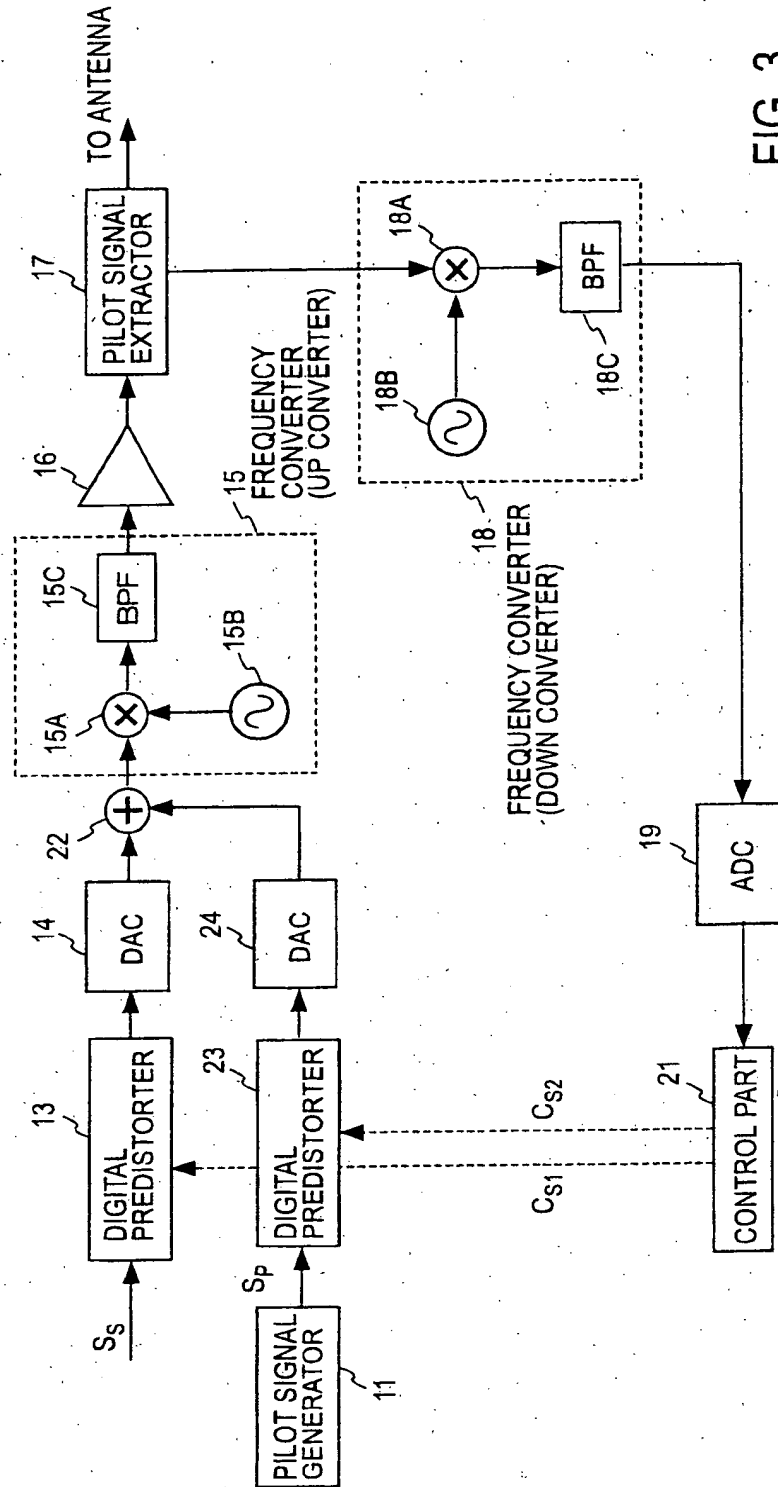 S_S
13
DIGITAL
PREDISTORTER
14
DAC
22
15A
15B
15C
BPF
15
FREQUENCY
CONVERTER
(UP CONVERTER)
16
17
PILOT SIGNAL
EXTRACTOR
TO ANTENNA
PILOT SIGNAL
GENERATOR
11
S_P
23
DIGITAL
PREDISTORTER
24
DAC
18A
18B
18C
BPF
18
FREQUENCY CONVERTER
(DOWN CONVERTER)
19
ADC
21
CONTROL PART
C_S1
C_S2
FIG. 3